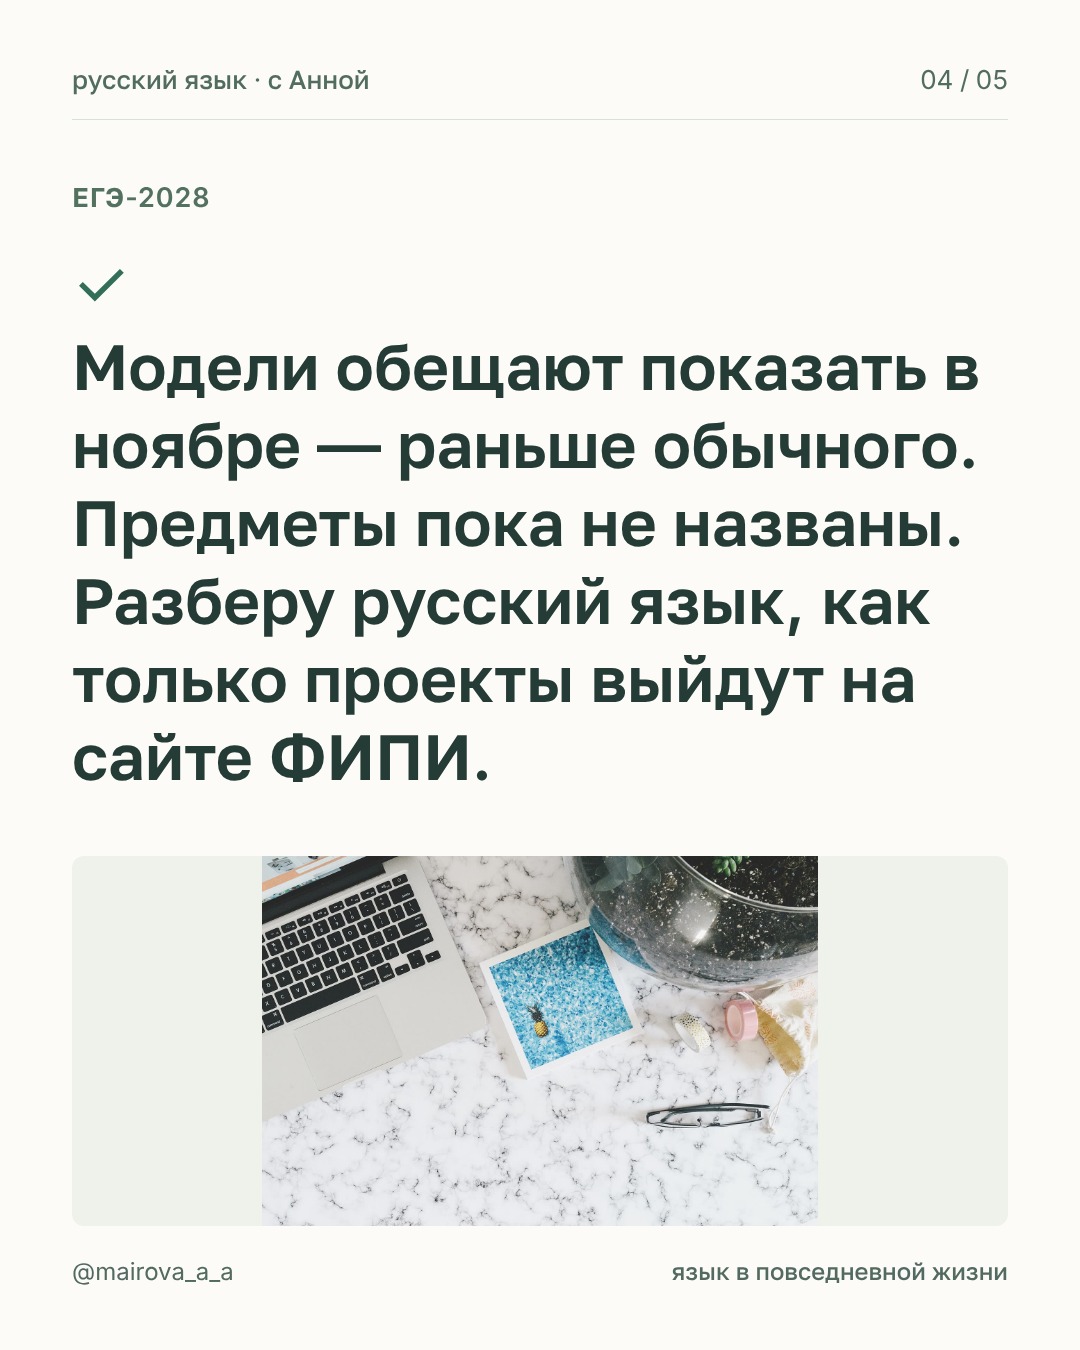 русский язык · с Анной
04 / 05
ЕГЭ-2028
Модели обещают показать в
ноябре — раньше обычного.
Предметы пока не названы.
Разберу русский язык, как
только проекты выйдут на
сайте ФИПИ.
@mairova_a_a
язык в повседневной жизни